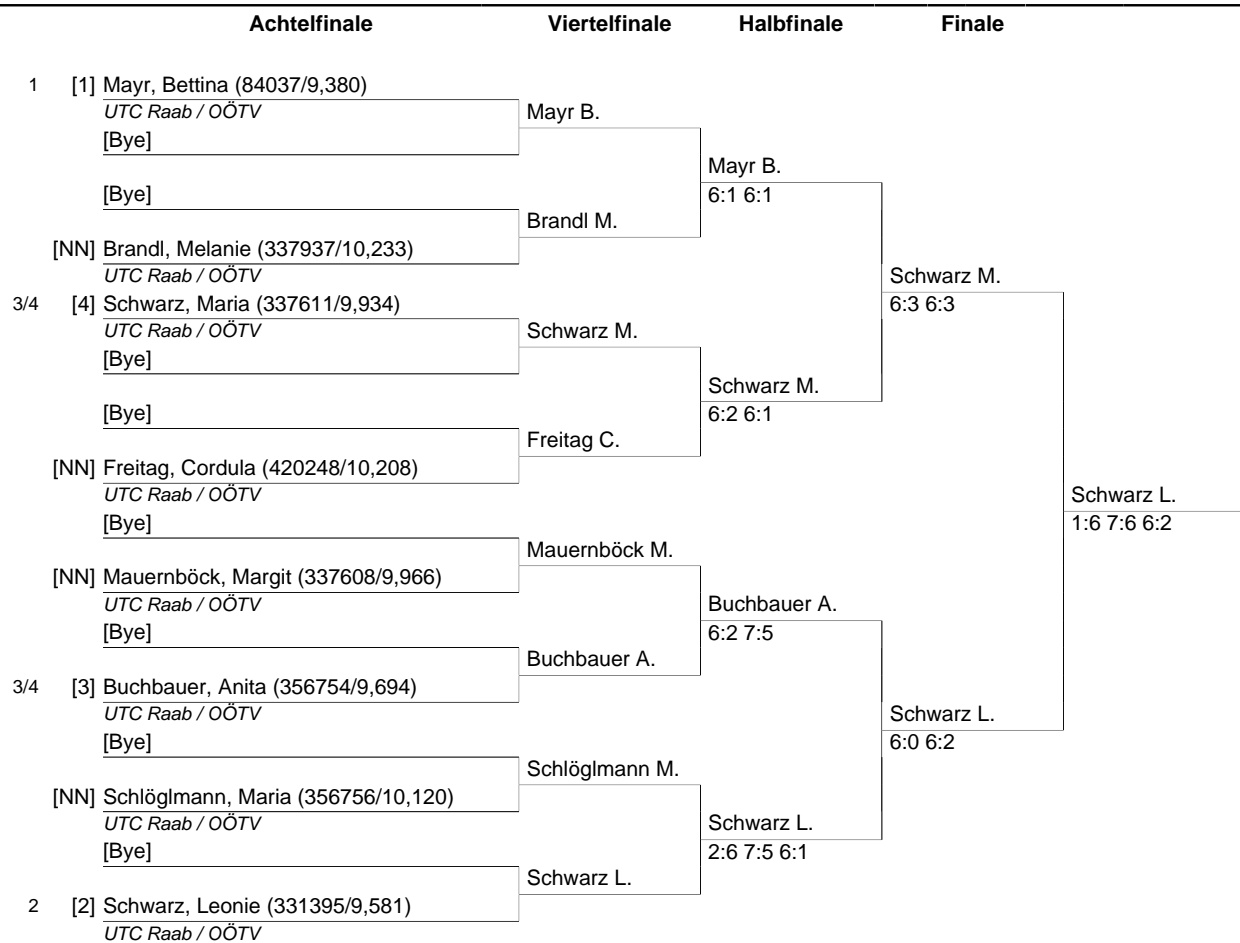 Achtelfinale Viertelfinale Halbfinale Finale
1 [1] Mayr, Bettina (84037/9,380)
UTC Raab / OÖTV Mayr B.
[Bye]
Mayr B.
[Bye] 6:1 6:1
Brandl M.
[NN] Brandl, Melanie (337937/10,233)
UTC Raab / OÖTV Schwarz M.
3/4 [4] Schwarz, Maria (337611/9,934) 6:3 6:3
UTC Raab / OÖTV Schwarz M.
[Bye]
Schwarz M.
[Bye] 6:2 6:1
Freitag C.
[NN] Freitag, Cordula (420248/10,208)
UTC Raab / OÖTV Schwarz L.
[Bye] 1:6 7:6 6:2
Mauernböck M.
[NN] Mauernböck, Margit (337608/9,966)
UTC Raab / OÖTV Buchbauer A.
[Bye] 6:2 7:5
Buchbauer A.
3/4 [3] Buchbauer, Anita (356754/9,694)
UTC Raab / OÖTV Schwarz L.
[Bye] 6:0 6:2
Schlöglmann M.
[NN] Schlöglmann, Maria (356756/10,120)
UTC Raab / OÖTV Schwarz L.
[Bye] 2:6 7:5 6:1
Schwarz L.
2 [2] Schwarz, Leonie (331395/9,581)
UTC Raab / OÖTV